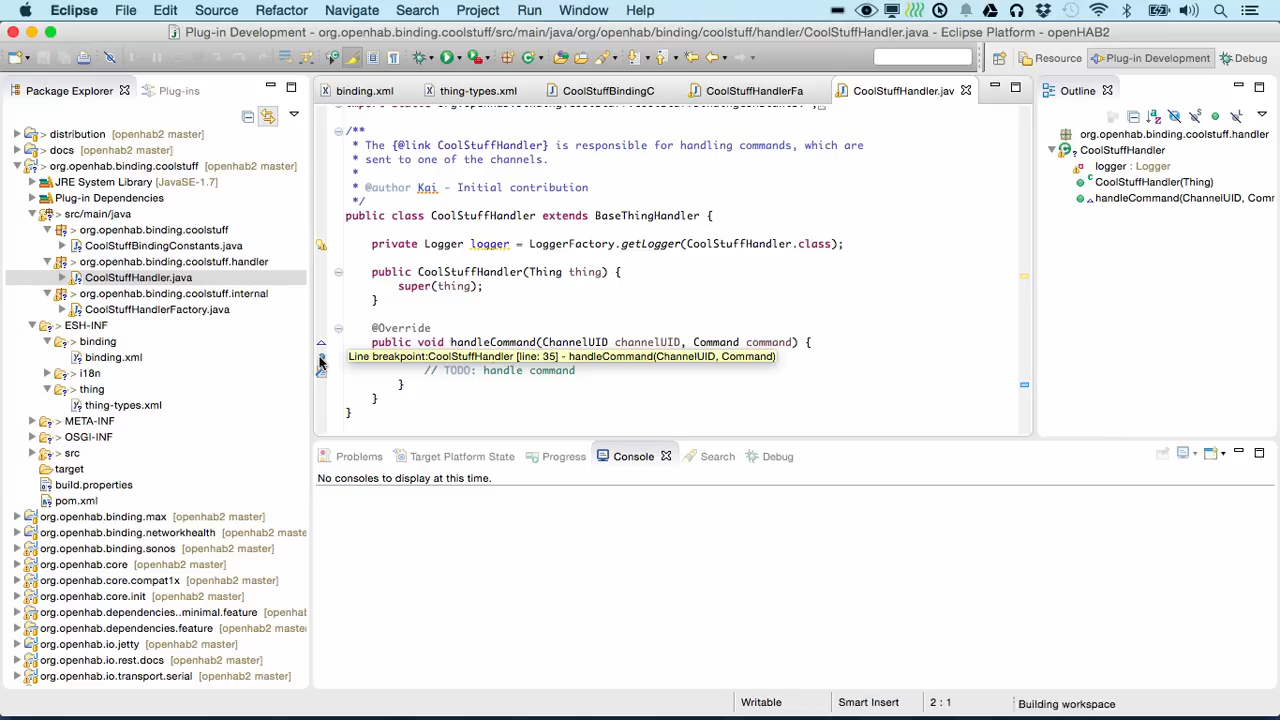 Eclipse File Edit Source Refactor Navigate Search Project Run Window Help
Plug-in Development - org.openhab.binding.coolstuff/src/main/java/org/openhab/binding/coolstuff/handler/CoolStuffHandler.java - Eclipse Platform - openHAB2
Resource Plug-in Development Debug
Package Explorer Plug-ins
distribution [openhab2 master]
docs [openhab2 master]
> org.openhab.binding.coolstuff [openhab2 master]
JRE System Library [JavaSE-1.7]
Plug-in Dependencies
> src/main/java
> org.openhab.binding.coolstuff
CoolStuffBindingConstants.java
> org.openhab.binding.coolstuff.handler
CoolStuffHandler.java
> org.openhab.binding.coolstuff.internal
CoolStuffHandlerFactory.java
> ESH-INF
> binding
binding.xml
> i18n
> thing
thing-types.xml
> META-INF
> OSGI-INF
> src
target
build.properties
pom.xml
org.openhab.binding.max [openhab2 master]
org.openhab.binding.networkhealth [openhab2 maste
org.openhab.binding.sonos [openhab2 master]
org.openhab.core [openhab2 master]
org.openhab.core.compat1x [openhab2 master]
org.openhab.core.init [openhab2 master]
org.openhab.dependencies..minimal.feature [openhab
org.openhab.dependencies.feature [openhab2 master]
org.openhab.io.jetty [openhab2 master]
org.openhab.io.rest.docs [openhab2 master]
org.openhab.io.transport.serial [openhab2 master]
binding.xml thing-types.xml CoolStuffBindingC CoolStuffHandlerFa CoolStuffHandler.jav
/**
* The {@link CoolStuffHandler} is responsible for handling commands, which are
* sent to one of the channels.
*
* @author Kai - Initial contribution
*/
public class CoolStuffHandler extends BaseThingHandler {
private Logger logger = LoggerFactory.getLogger(CoolStuffHandler.class);
public CoolStuffHandler(Thing thing) {
super(thing);
}
@Override
public void handleCommand(ChannelUID channelUID, Command command) {
Line breakpoint:CoolStuffHandler [line: 35] - handleCommand(ChannelUID, Command)
// TODO: handle command
}
}
}
Outline
org.openhab.binding.coolstuff.handler
CoolStuffHandler
logger : Logger
CoolStuffHandler(Thing)
handleCommand(ChannelUID, Comm
Problems Target Platform State Progress Console Search Debug
No consoles to display at this time.
Writable Smart Insert 2 : 1 Building workspace